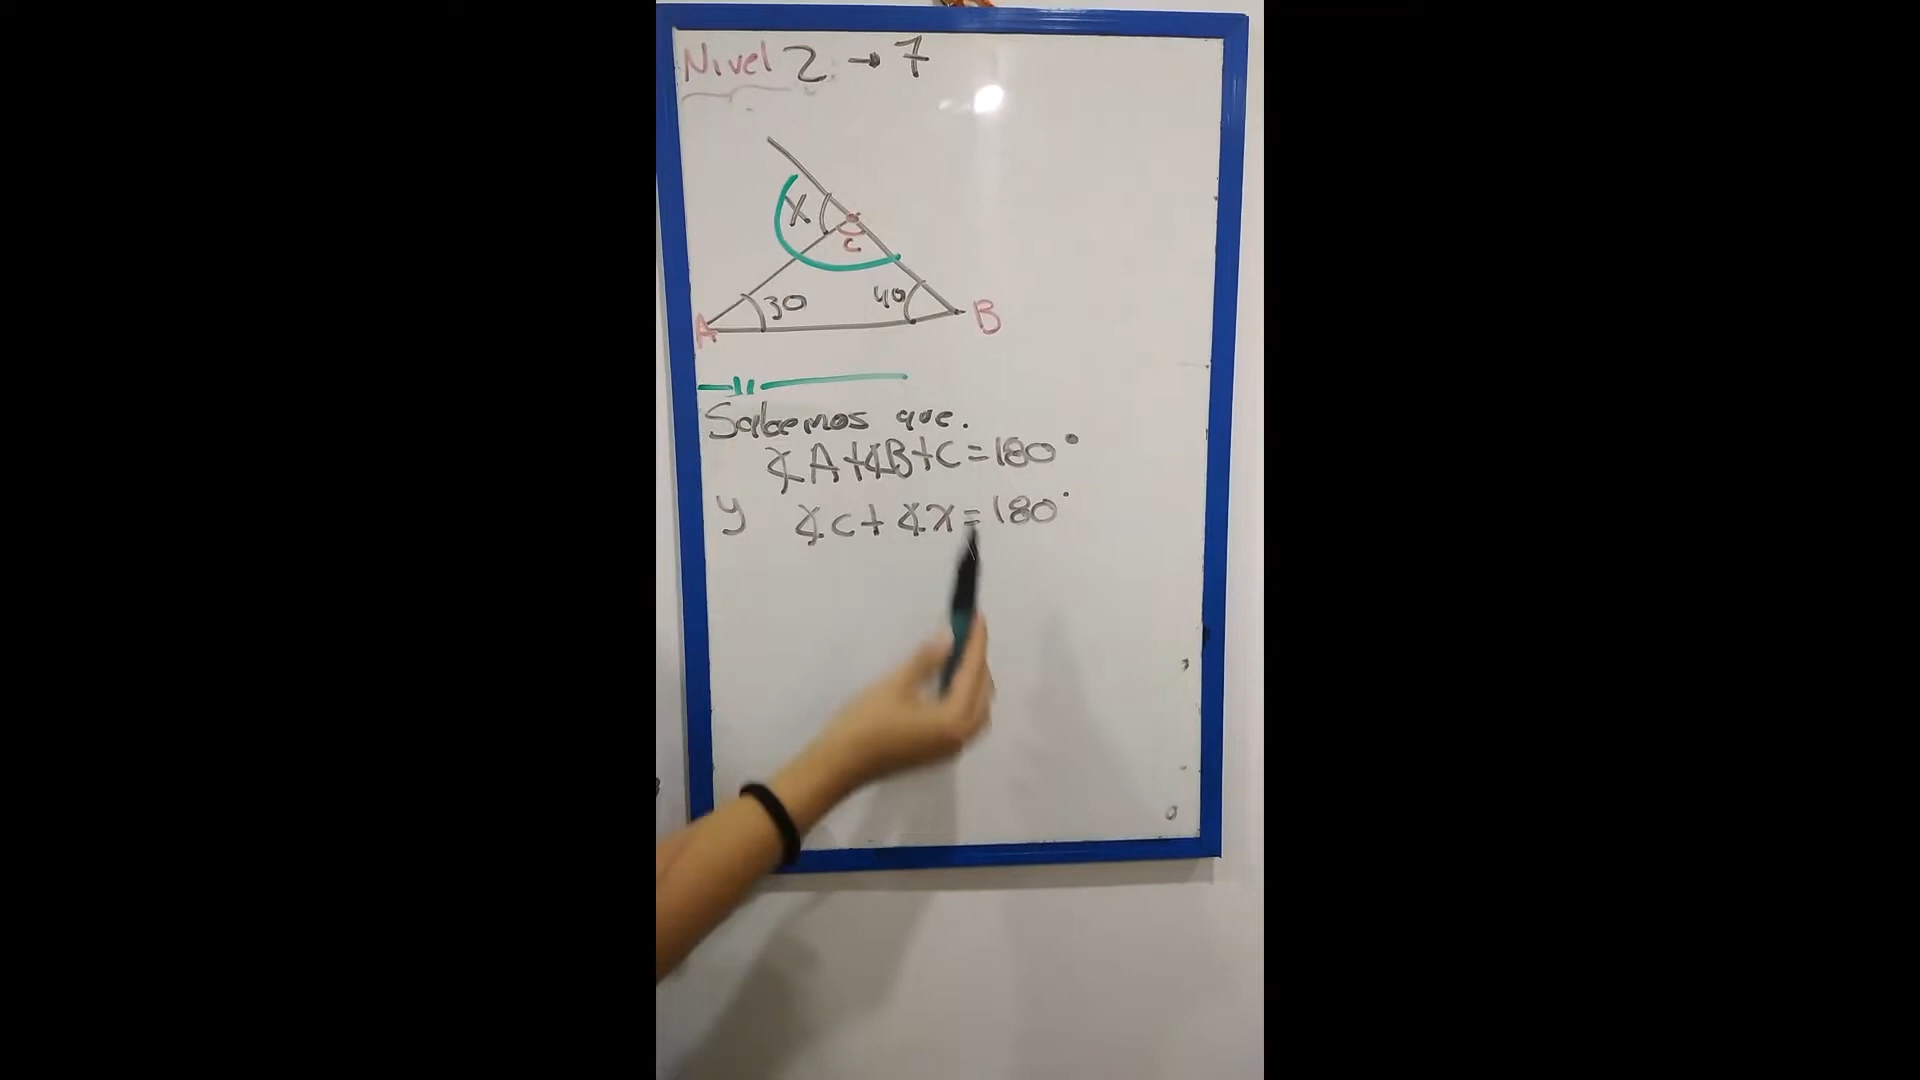 Nivel 2 → 7
X
C
30
40
A
B
Sabemos que.
∢A+∢B+C=180°
y ∢C+∢X=180°